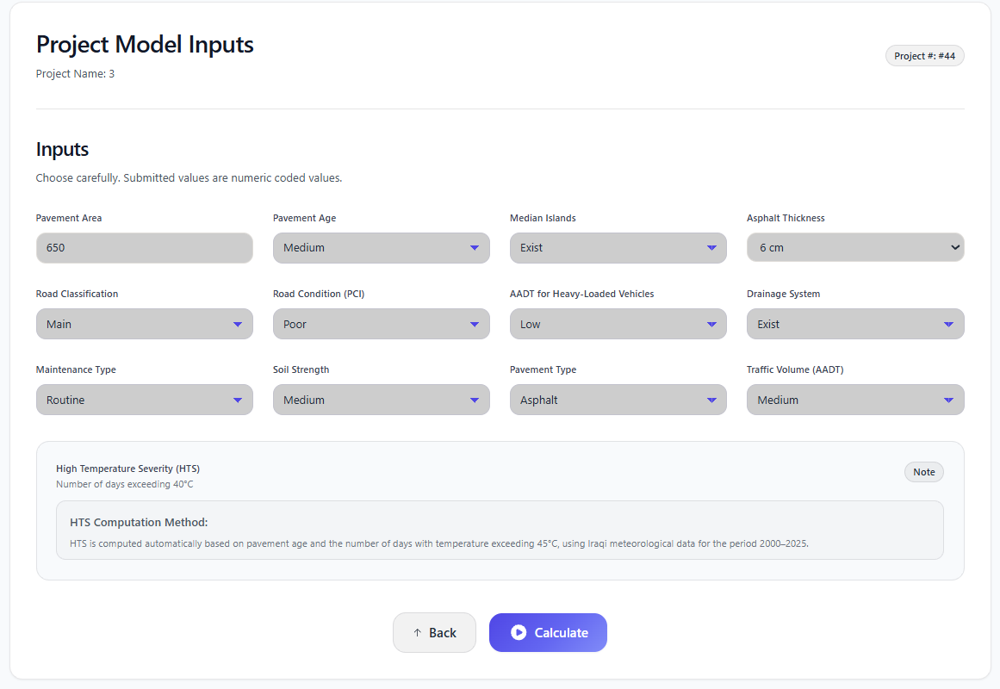 Project Model Inputs
Project #: #44
Project Name: 3
Inputs
Choose carefully. Submitted values are numeric coded values.
Pavement Area
Pavement Age
Median Islands
Asphalt Thickness
650
Medium
Exist
6 cm
Road Classification
Road Condition (PCI)
AADT for Heavy-Loaded Vehicles
Drainage System
Main
Poor
Low
Exist
Maintenance Type
Soil Strength
Pavement Type
Traffic Volume (AADT)
Routine
Medium
Asphalt
Medium
High Temperature Severity (HTS)
Note
Number of days exceeding 40°C
HTS Computation Method:
HTS is computed automatically based on pavement age and the number of days with temperature exceeding 45°C, using Iraqi meteorological data for the period 2000–2025.
↑ Back
Calculate